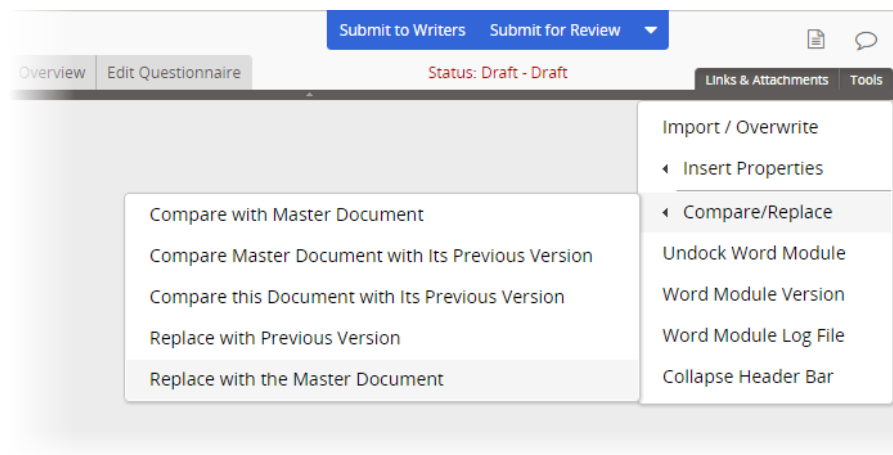 Submit to Writers Submit for Review
Overview Edit Questionnaire Status: Draft - Draft Links & Attachments Tools
Import / Overwrite
Insert Properties
Compare/Replace
Undock Word Module
Word Module Version
Word Module Log File
Collapse Header Bar
Compare with Master Document
Compare Master Document with Its Previous Version
Compare this Document with Its Previous Version
Replace with Previous Version
Replace with the Master Document